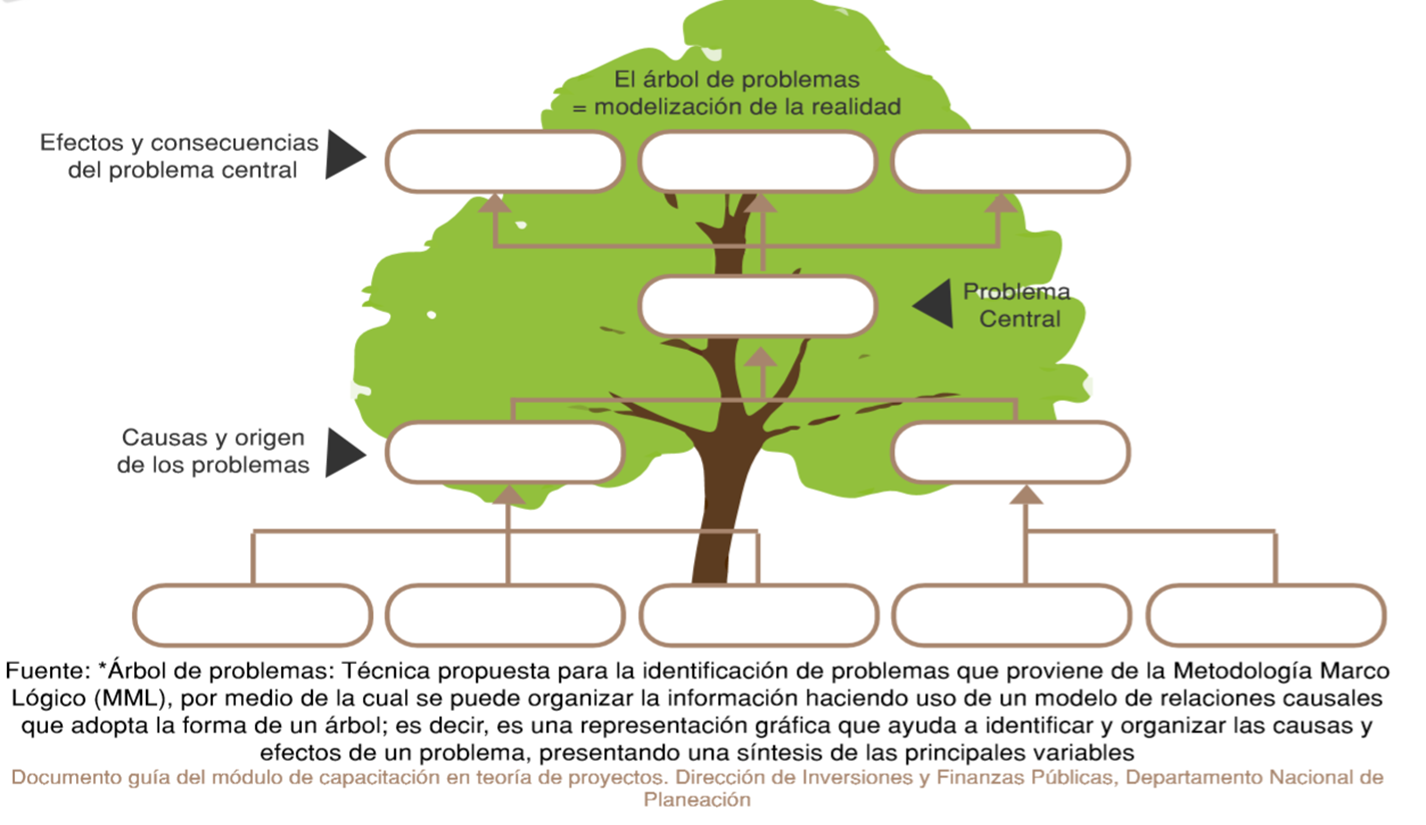 El árbol de problemas
= modelización de la realidad
Efectos y consecuencias
del problema central
Problema
Central
Causas y origen
de los problemas
Fuente: *Árbol de problemas: Técnica propuesta para la identificación de problemas que proviene de la Metodología Marco
Lógico (MML), por medio de la cual se puede organizar la información haciendo uso de un modelo de relaciones causales
que adopta la forma de un árbol; es decir, es una representación gráfica que ayuda a identificar y organizar las causas y
efectos de un problema, presentando una síntesis de las principales variables
Documento guía del módulo de capacitación en teoría de proyectos. Dirección de Inversiones y Finanzas Públicas, Departamento Nacional de
Planeación